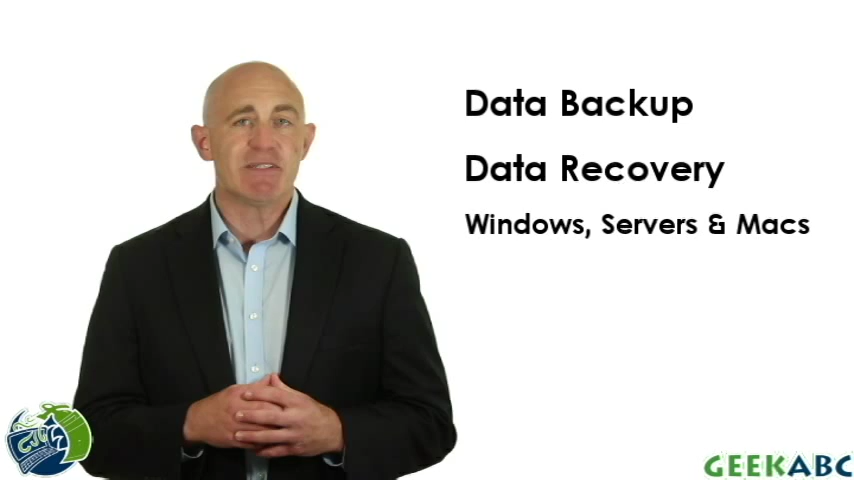 Data Backup
Data Recovery
Windows, Servers & Macs
GEEKABC